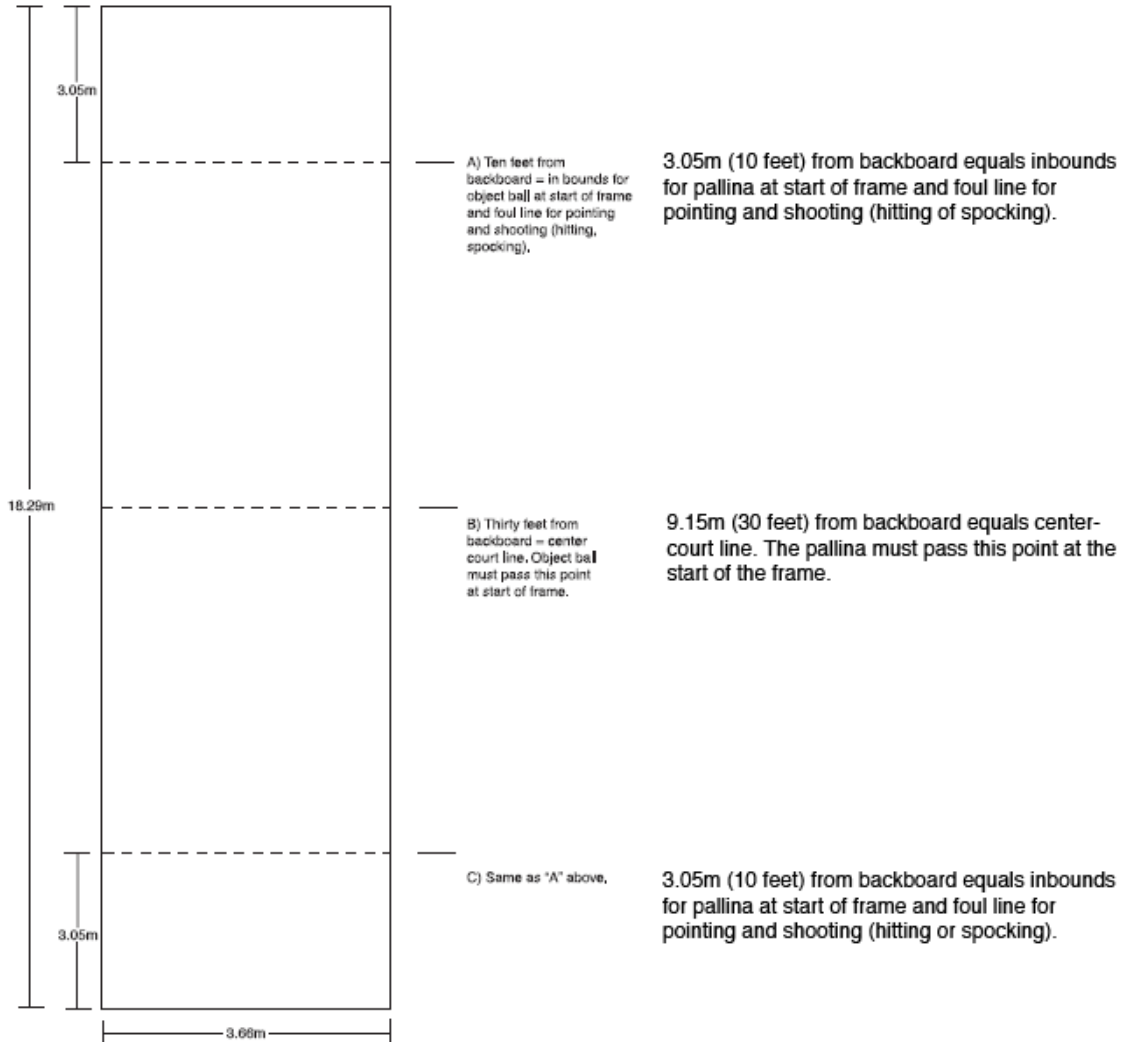 3.05m
A) Ten feet from
backboard = in bounds for
object ball at start of frame
and foul line for pointing
and shooting (hitting,
spocking).
3.05m (10 feet) from backboard equals inbounds
for pallina at start of frame and foul line for
pointing and shooting (hitting of spocking).
18.29m
B) Thirty feet from
backboard = center
court line. Object ball
must pass this point
at start of frame.
9.15m (30 feet) from backboard equals center-
court line. The pallina must pass this point at the
start of the frame.
C) Same as "A" above.
3.05m (10 feet) from backboard equals inbounds
for pallina at start of frame and foul line for
pointing and shooting (hitting or spocking).
3.05m
3.66m